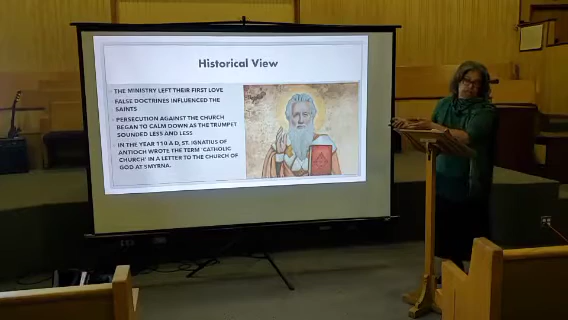 Historical View
THE MINISTRY LEFT THEIR FIRST LOVE
FALSE DOCTRINES INFLUENCED THE
SAINTS
PERSECUTION AGAINST THE CHURCH
BEGAN TO CALM DOWN AS THE TRUMPET
SOUNDED LESS AND LESS
IN THE YEAR 110 A.D, ST. IGNATIUS OF
ANTIOCH WROTE THE TERM 'CATHOLIC
CHURCH' IN A LETTER TO THE CHURCH OF
GOD AT SMYRNA.